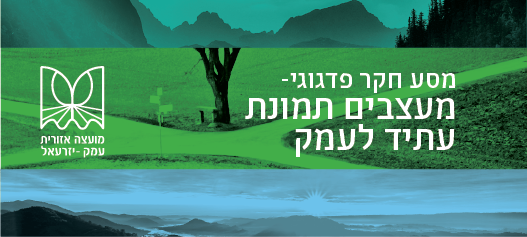 מסע חקר פדגוגי-
מעצבים תמונת
עתיד לעמק
מועצה אזורית
עמק -יזרעאל